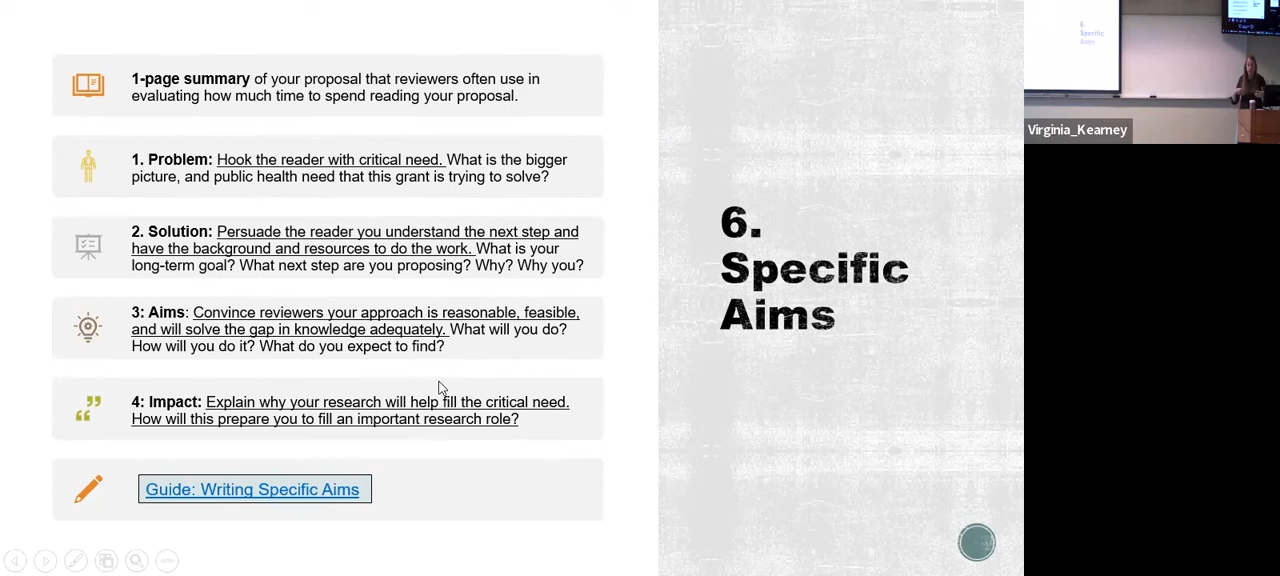 1-page summary of your proposal that reviewers often use in
evaluating how much time to spend reading your proposal.
1. Problem: Hook the reader with critical need. What is the bigger
picture, and public health need that this grant is trying to solve?
2. Solution: Persuade the reader you understand the next step and
have the background and resources to do the work. What is your
long-term goal? What next step are you proposing? Why? Why you?
3: Aims: Convince reviewers your approach is reasonable, feasible,
and will solve the gap in knowledge adequately. What will you do?
How will you do it? What do you expect to find?
4: Impact: Explain why your research will help fill the critical need.
How will this prepare you to fill an important research role?
Guide: Writing Specific Aims
6.
Specific
Aims
6.
Specific
Aims
Virginia_Kearney